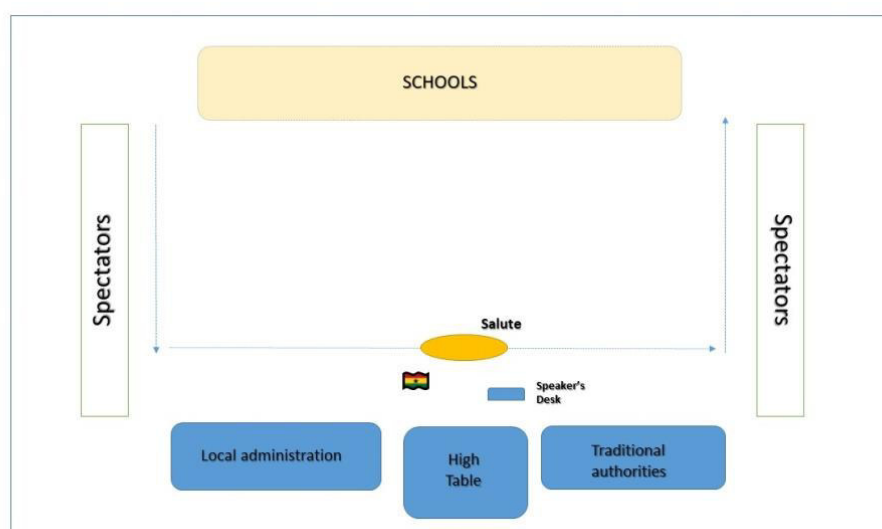 SCHOOLS
Spectators
Spectators
Salute
Speaker's
Desk
Local administration
High
Table
Traditional
authorities